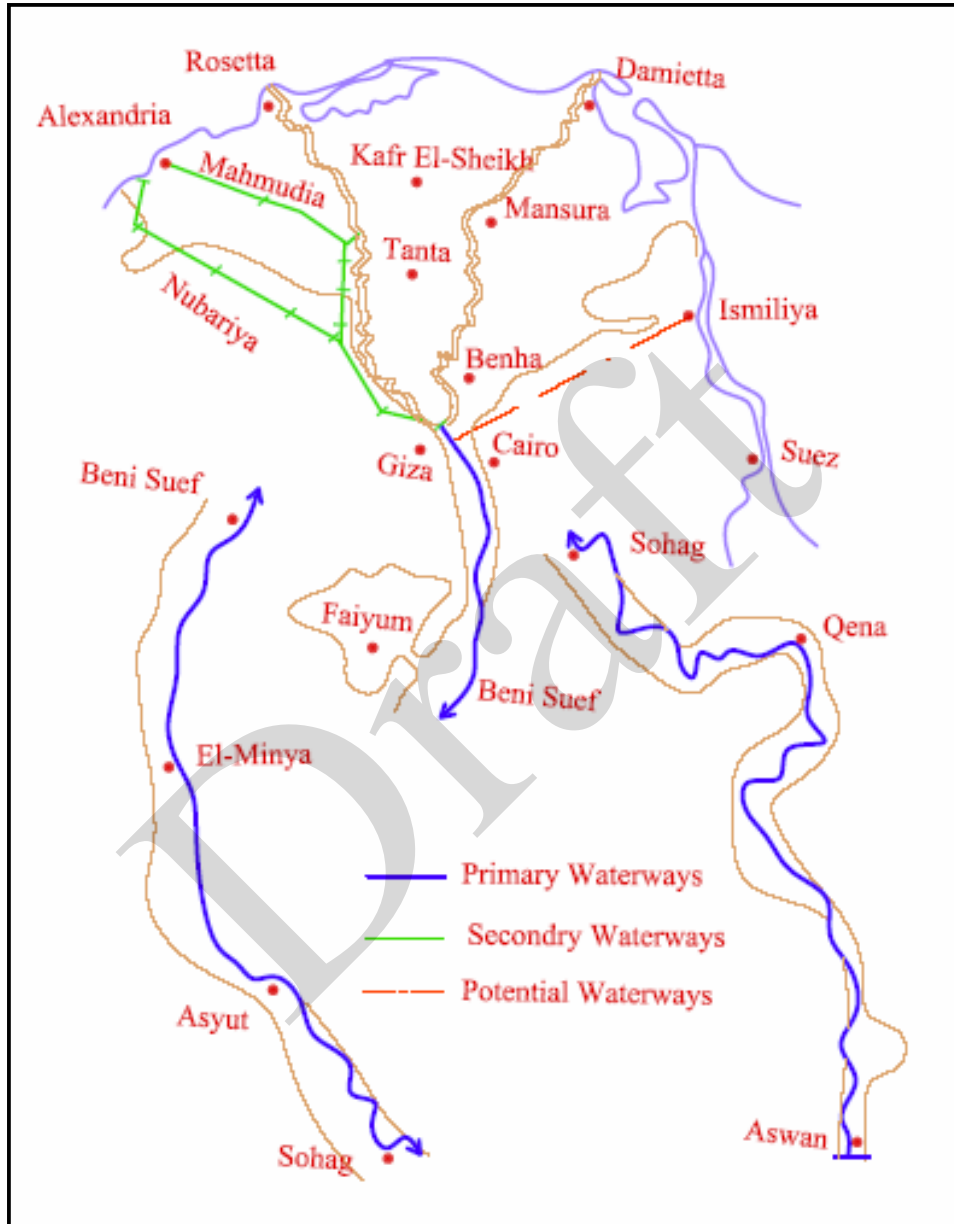 Rosetta
Damietta
Alexandria
Mahmudia
Kafr El-Sheikh
Mansura
Tanta
Nubariya
Ismiliya
Benha
Giza
Cairo
Suez
Beni Suef
Sohag
Faiyum
Qena
Beni Suef
El-Minya
Primary Waterways
Secondry Waterways
Potential Waterways
Asyut
Aswan
Sohag
Draft